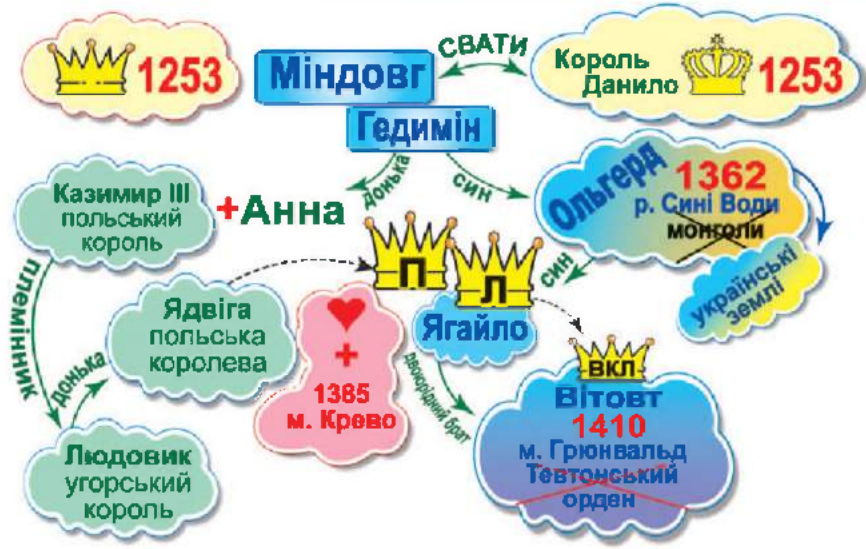 1253
Міндовг
СВАТИ
Король
Данило
1253
Гедимін
донька
син
Казимир III
польський
король
+Анна
Ольгерд
1362
р. Сині Води
монголи
українські
землі
племінник
П
Л
син
Ягайло
Ядвіга
польська
королева
донька
+
1385
м. Крево
двоюрідний брат
ВКЛ
Вітовт
1410
м. Грюнвальд
Тевтонський
орден
Людовик
угорський
король